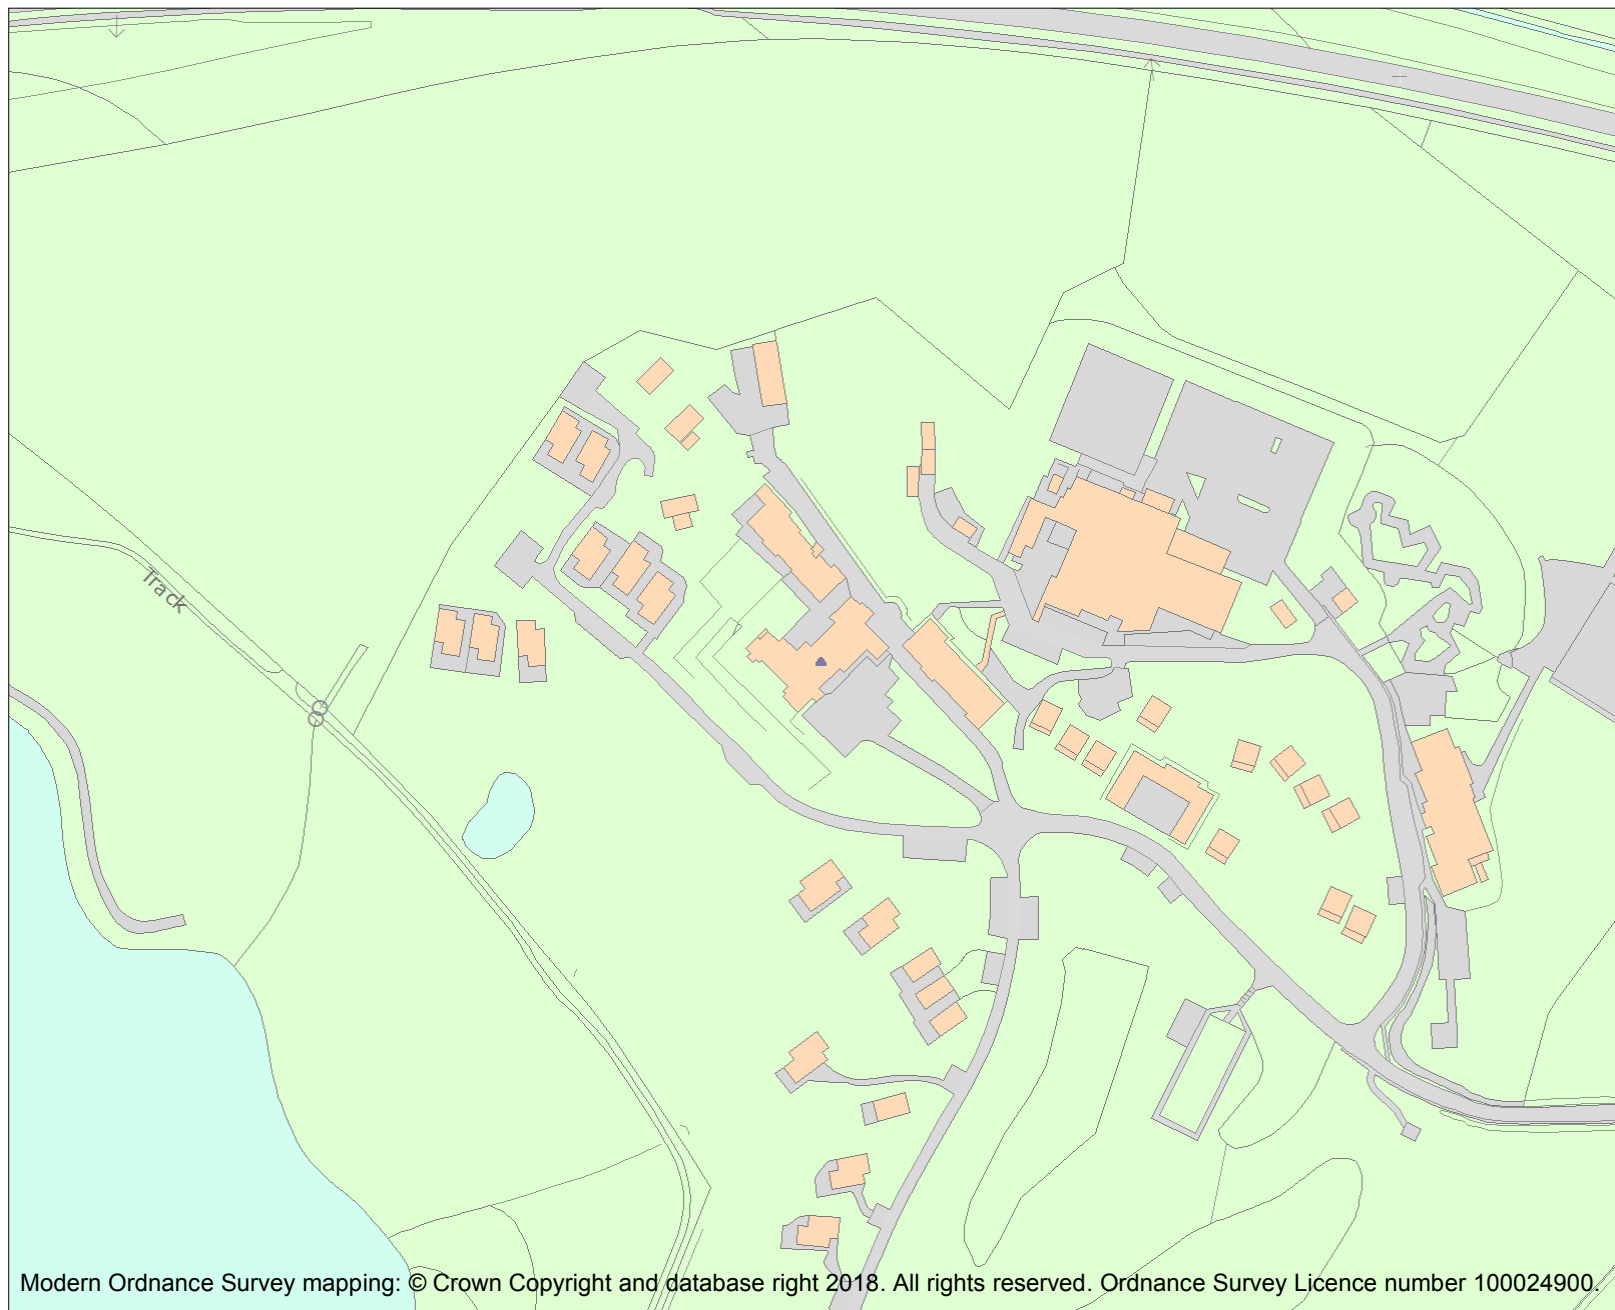 Track
Modern Ordnance Survey mapping: © Crown Copyright and database right 2018. All rights reserved. Ordnance Survey Licence number 100024900.